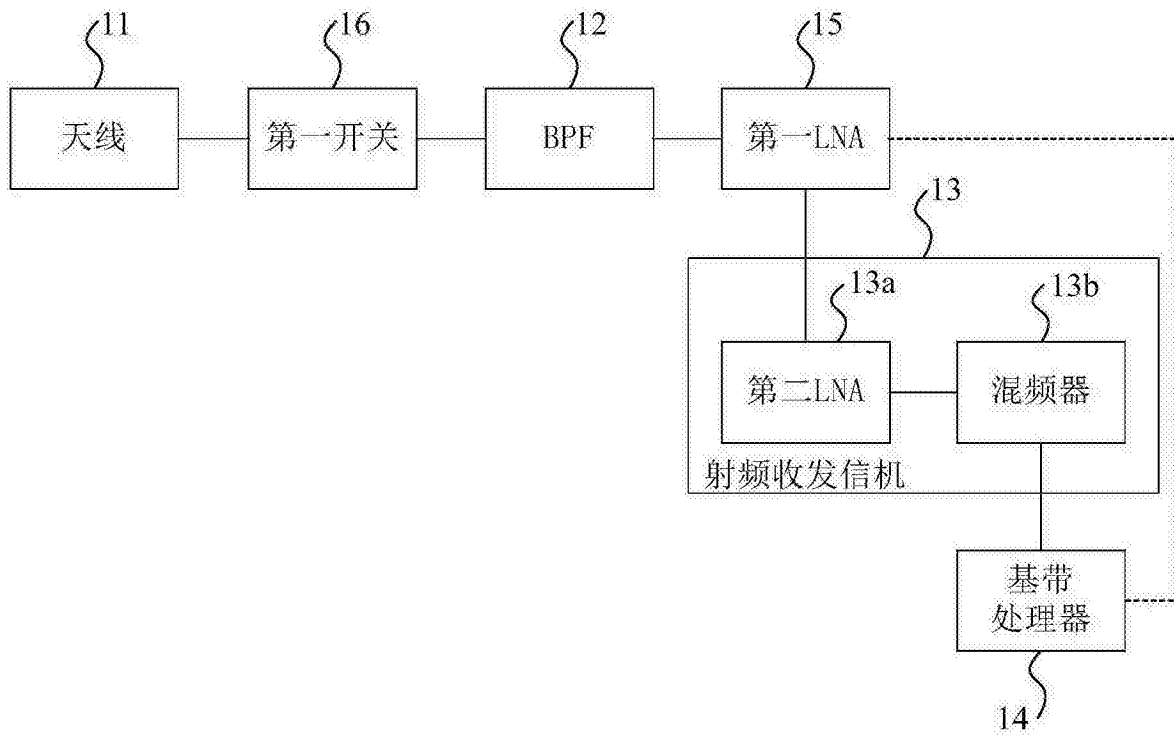 11
16
12
15
天线
第一开关
BPF
第一LNA
13
13a
13b
第二LNA
混频器
射频收发信机
基带
处理器
14